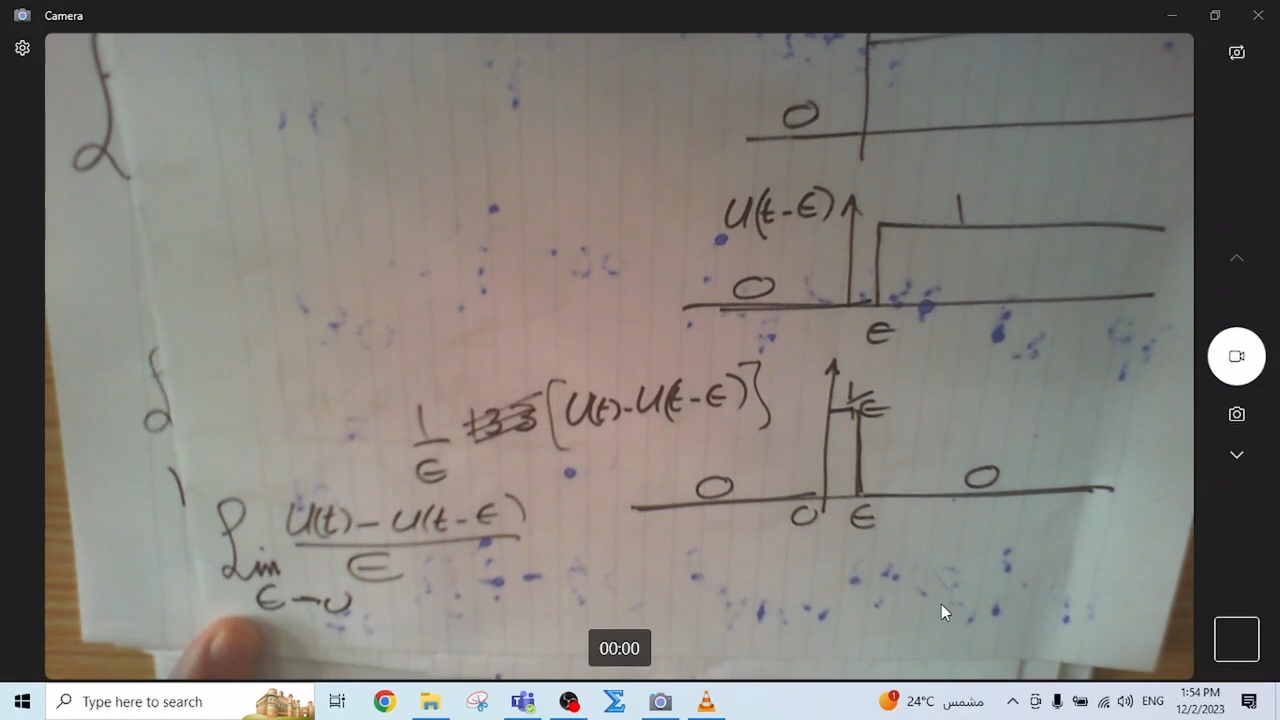 Camera
0
U(t-ϵ) 1
0
ϵ
1/ϵ [U(t)-U(t-ϵ)] 1/ϵ
0 0
0 ϵ
Lim ϵ→0 U(t)-U(t-ϵ)/ϵ
00:00
Type here to search
24°C مشمس
ENG
1:54 PM
12/2/2023